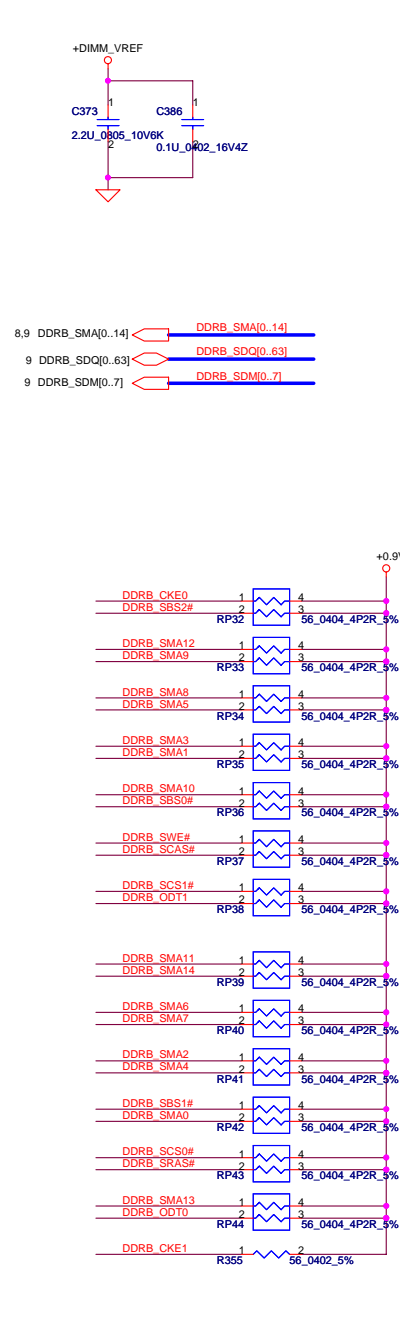 +DIMM_VREF
1 1
C373 C386
2.2U_0805_10V6K
2 2
0.1U_0402_16V4Z
8,9 DDRB_SMA[0..14] DDRB_SMA[0..14]
9 DDRB_SDQ[0..63] DDRB_SDQ[0..63]
9 DDRB_SDM[0..7] DDRB_SDM[0..7]
+0.9V
DDRB_CKE0 1 4
DDRB_SBS2# 2 3
RP32 56_0404_4P2R_5%
DDRB_SMA12 1 4
DDRB_SMA9 2 3
RP33 56_0404_4P2R_5%
DDRB_SMA8 1 4
DDRB_SMA5 2 3
RP34 56_0404_4P2R_5%
DDRB_SMA3 1 4
DDRB_SMA1 2 3
RP35 56_0404_4P2R_5%
DDRB_SMA10 1 4
DDRB_SBS0# 2 3
RP36 56_0404_4P2R_5%
DDRB_SWE# 1 4
DDRB_SCAS# 2 3
RP37 56_0404_4P2R_5%
DDRB_SCS1# 1 4
DDRB_ODT1 2 3
RP38 56_0404_4P2R_5%
DDRB_SMA11 1 4
DDRB_SMA14 2 3
RP39 56_0404_4P2R_5%
DDRB_SMA6 1 4
DDRB_SMA7 2 3
RP40 56_0404_4P2R_5%
DDRB_SMA2 1 4
DDRB_SMA4 2 3
RP41 56_0404_4P2R_5%
DDRB_SBS1# 1 4
DDRB_SMA0 2 3
RP42 56_0404_4P2R_5%
DDRB_SCS0# 1 4
DDRB_SRAS# 2 3
RP43 56_0404_4P2R_5%
DDRB_SMA13 1 4
DDRB_ODT0 2 3
RP44 56_0404_4P2R_5%
DDRB_CKE1 1 2
R355 56_0402_5%